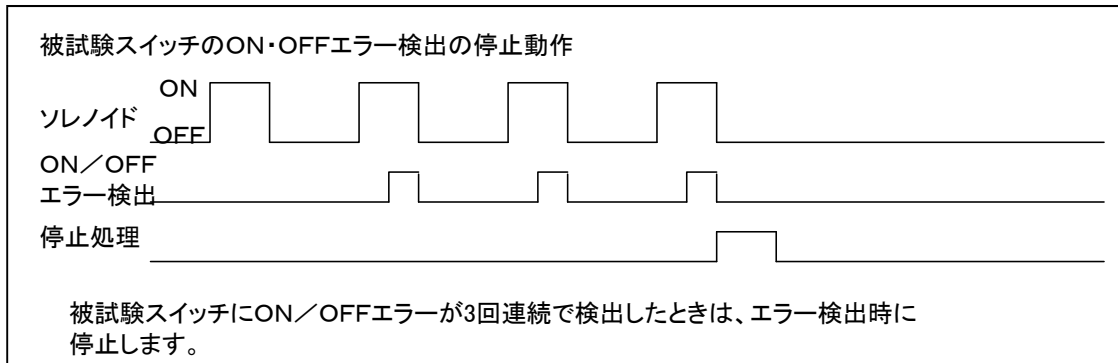 被試験スイッチのON・OFFエラー検出の停止動作
ON
ソレノイド
OFF
ON/OFF
エラー検出
停止処理
被試験スイッチにON/OFFエラーが3回連続で検出したときは、エラー検出時に
停止します。